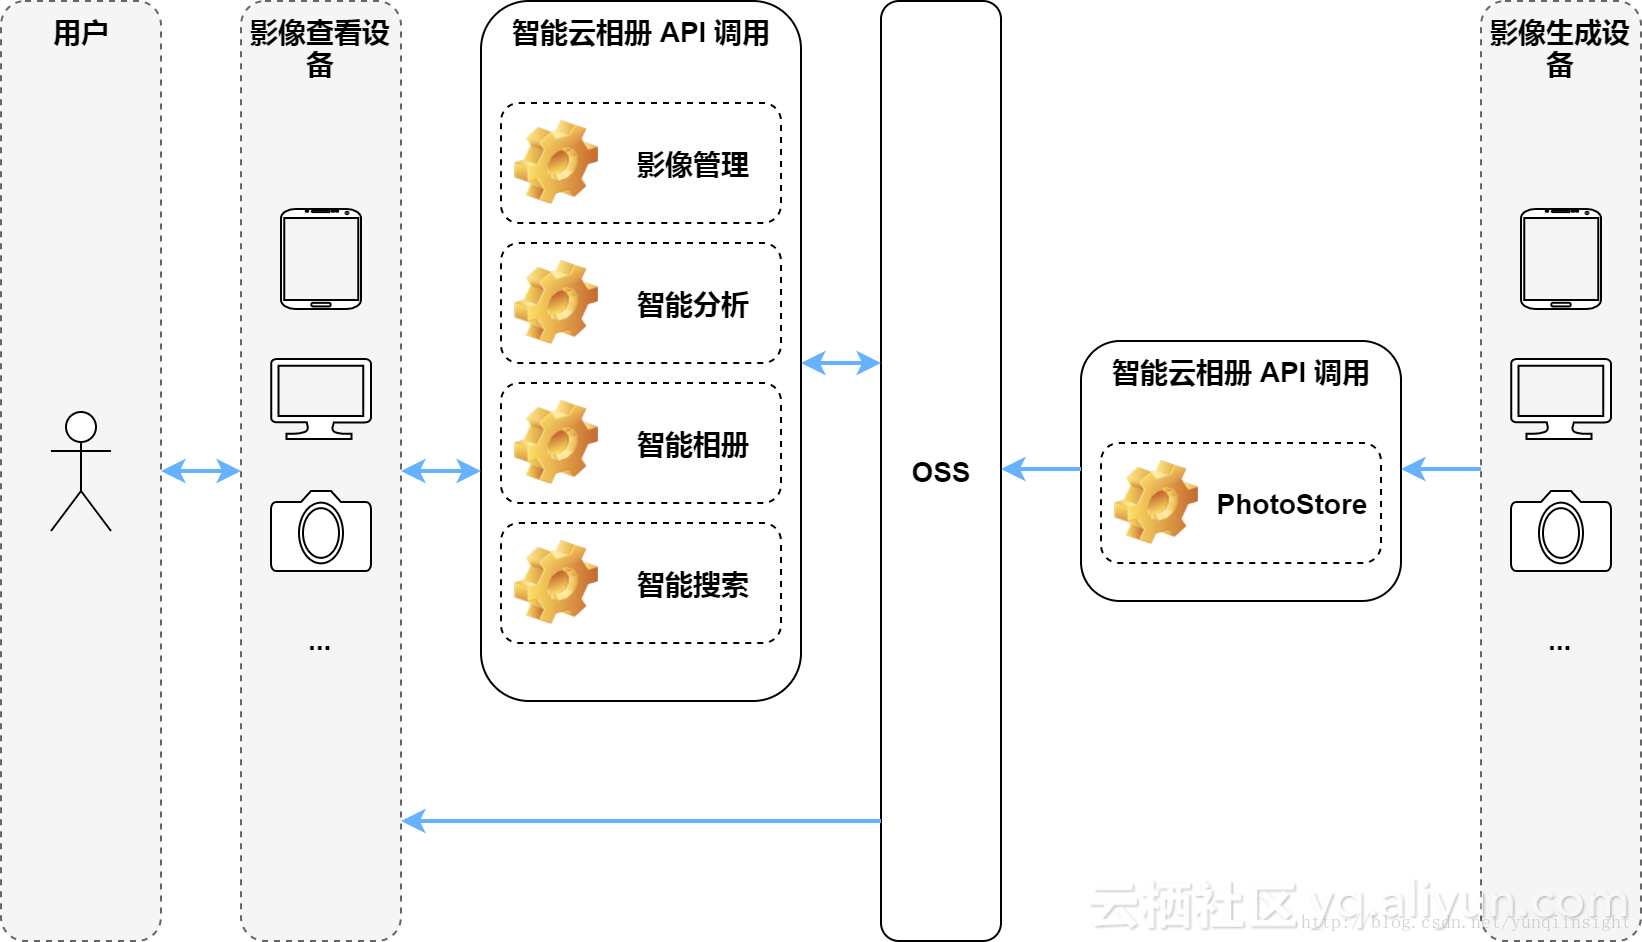 用户
影像查看设
备
...
智能云相册 API 调用
影像管理
智能分析
智能相册
智能搜索
OSS
智能云相册 API 调用
PhotoStore
影像生成设
备
...
云栖社区 yq.aliyun.com
http://blog.csdn.net/yunqiinsight